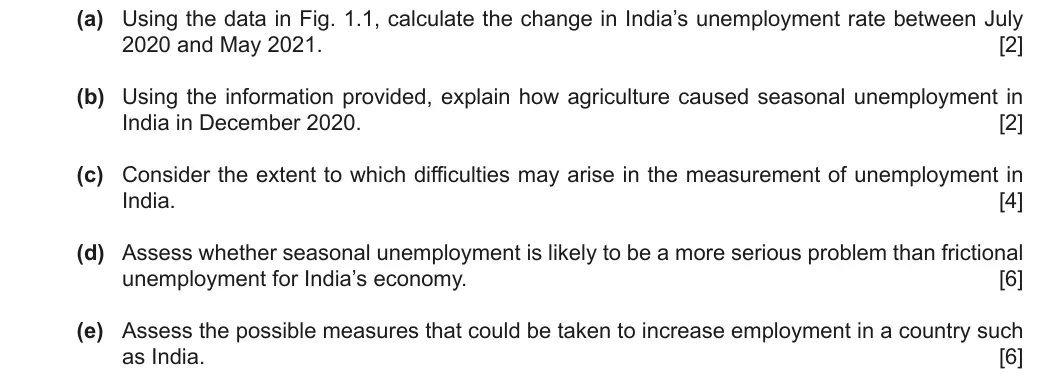 (a) Using the data in Fig. 1.1, calculate the change in India’s unemployment rate between July
2020 and May 2021. [2]
(b) Using the information provided, explain how agriculture caused seasonal unemployment in
India in December 2020. [2]
(c) Consider the extent to which difficulties may arise in the measurement of unemployment in
India. [4]
(d) Assess whether seasonal unemployment is likely to be a more serious problem than frictional
unemployment for India’s economy. [6]
(e) Assess the possible measures that could be taken to increase employment in a country such
as India. [6]